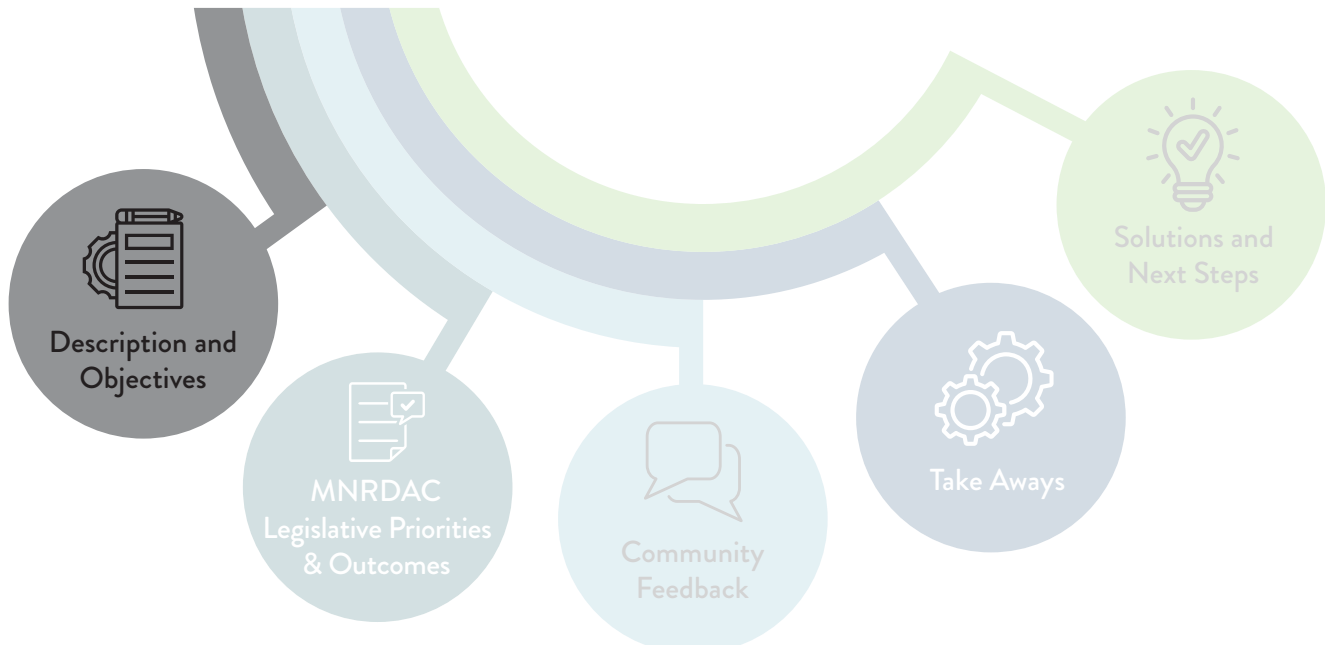 Description and
Objectives
MNRDAC
Legislative Priorities
& Outcomes
Community
Feedback
Take Aways
Solutions and
Next Steps